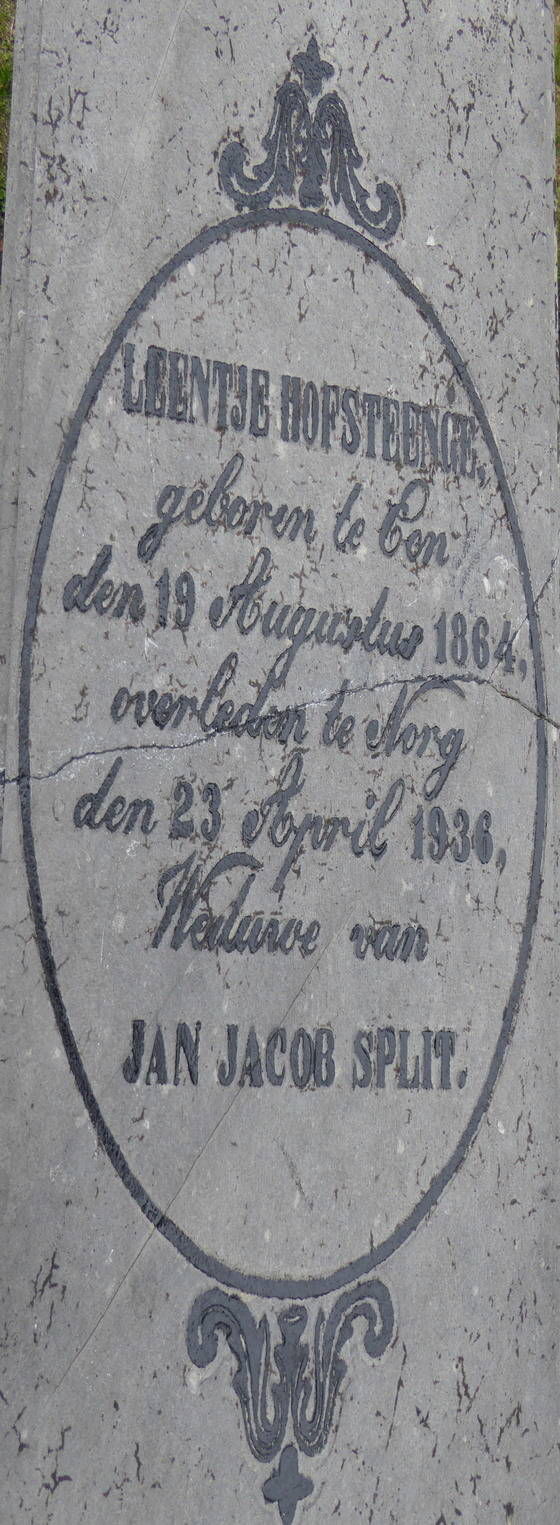 LEENTJE HOFSTEENGE,
geboren te Een
den 19 Augustus 1864,
overleden te Norg
den 23 April 1936,
Weduwe van
JAN JACOB SPLIT.